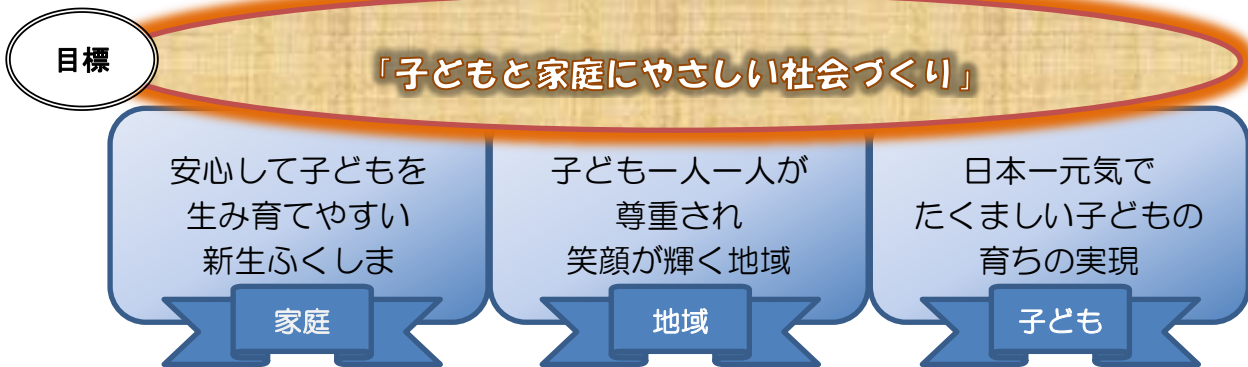 目標
「子どもと家庭にやさしい社会づくり」
安心して子どもを
生み育てやすい
新生ふくしま
家庭
子ども一人一人が
尊重され
笑顔が輝く地域
地域
日本一元気で
たくましい子どもの
育ちの実現
子ども